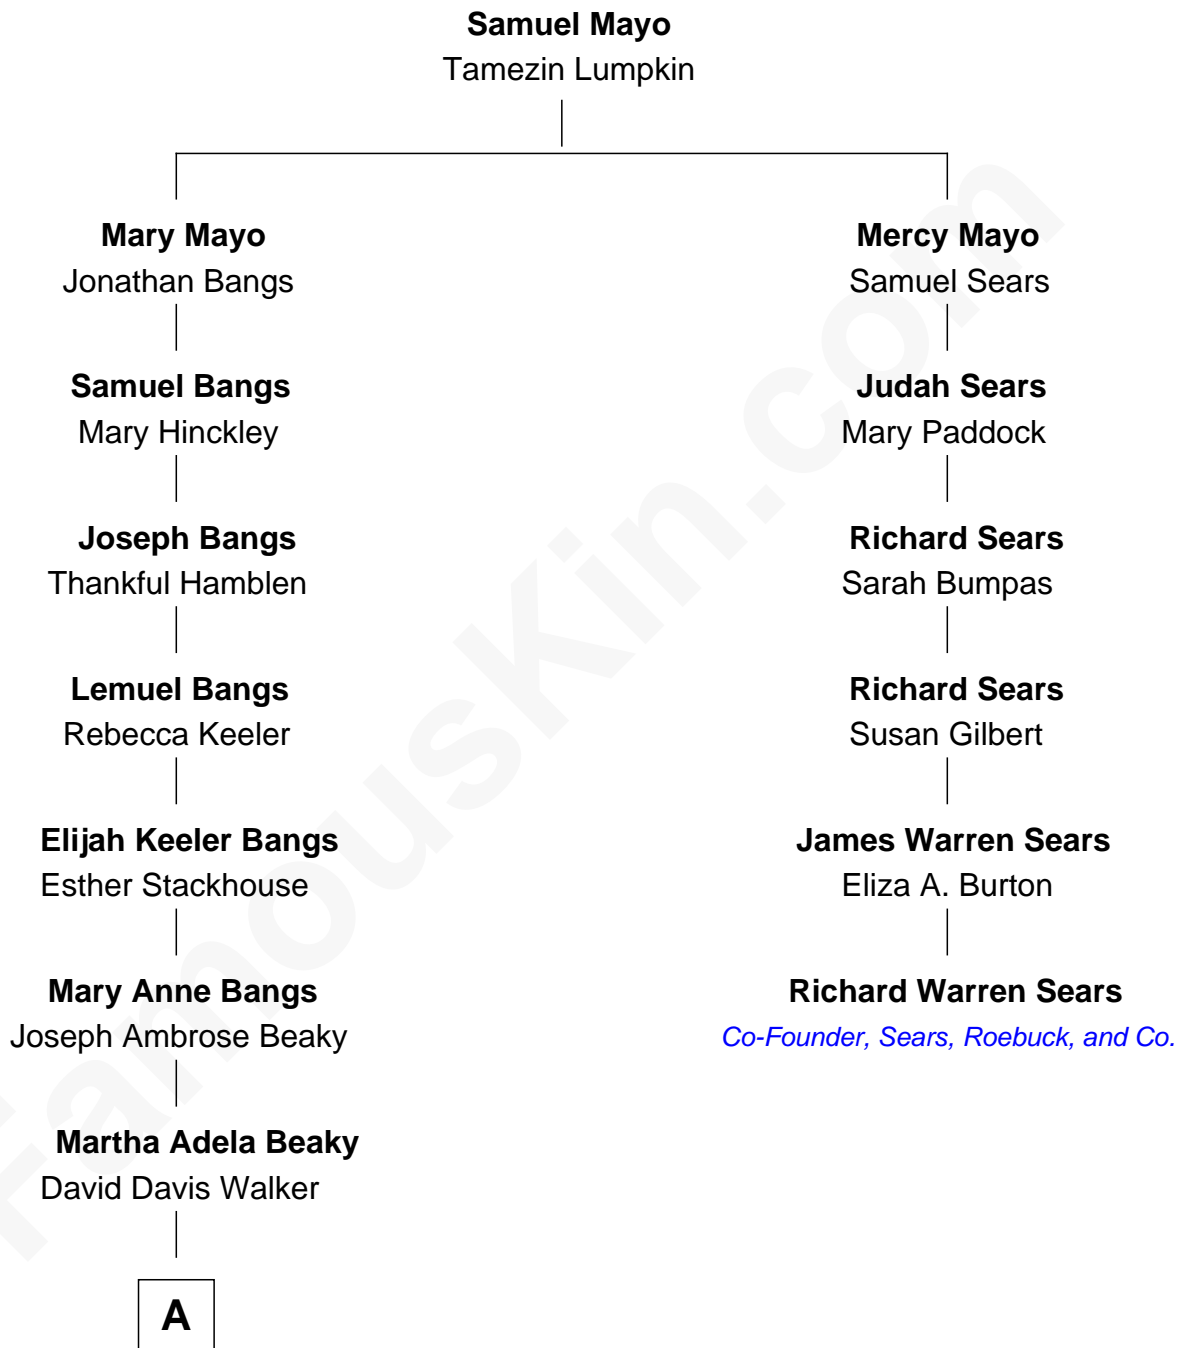 Samuel Mayo
Tamezin Lumpkin
Mary Mayo
Jonathan Bangs
Samuel Bangs
Mary Hinckley
Joseph Bangs
Thankful Hamblen
Lemuel Bangs
Rebecca Keeler
Elijah Keeler Bangs
Esther Stackhouse
Mary Anne Bangs
Joseph Ambrose Beaky
Martha Adela Beaky
David Davis Walker
A
Mercy Mayo
Samuel Sears
Judah Sears
Mary Paddock
Richard Sears
Sarah Bumpas
Richard Sears
Susan Gilbert
James Warren Sears
Eliza A. Burton
Richard Warren Sears
Co-Founder, Sears, Roebuck, and Co.
FamousKin.com